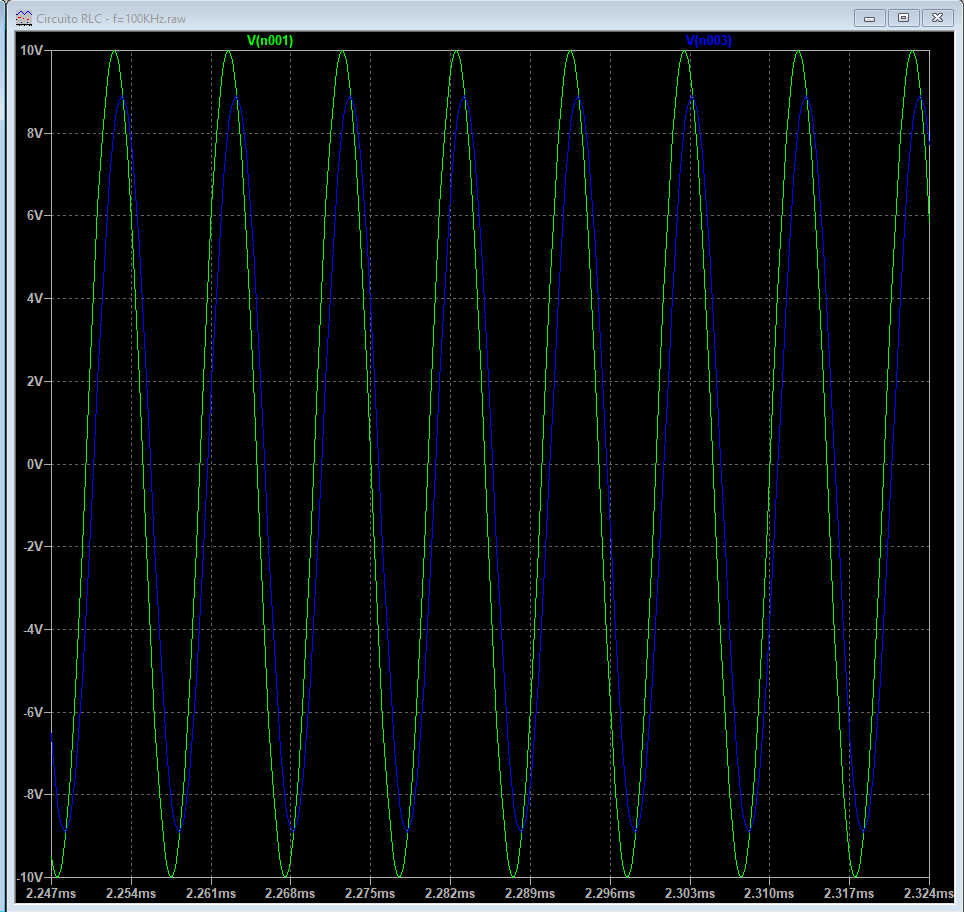 Circuito RLC - f=100KHz.raw
V(n001) V(n003)
10V
8V
6V
4V
2V
0V
-2V
-4V
-6V
-8V
-10V
2.247ms 2.254ms 2.261ms 2.268ms 2.275ms 2.282ms 2.289ms 2.296ms 2.303ms 2.310ms 2.317ms 2.324ms